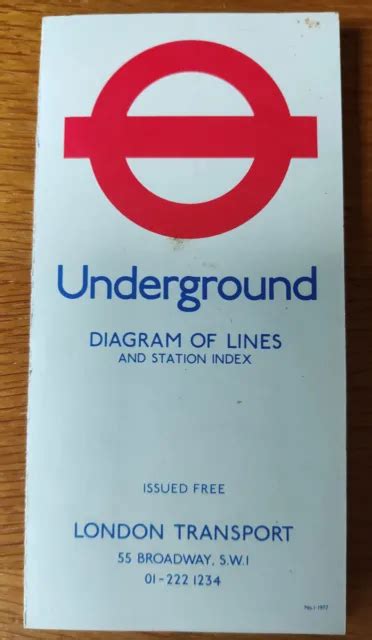 Underground
DIAGRAM OF LINES
AND STATION INDEX
ISSUED FREE
LONDON TRANSPORT
55 BROADWAY, S.W.1
01-222 1234